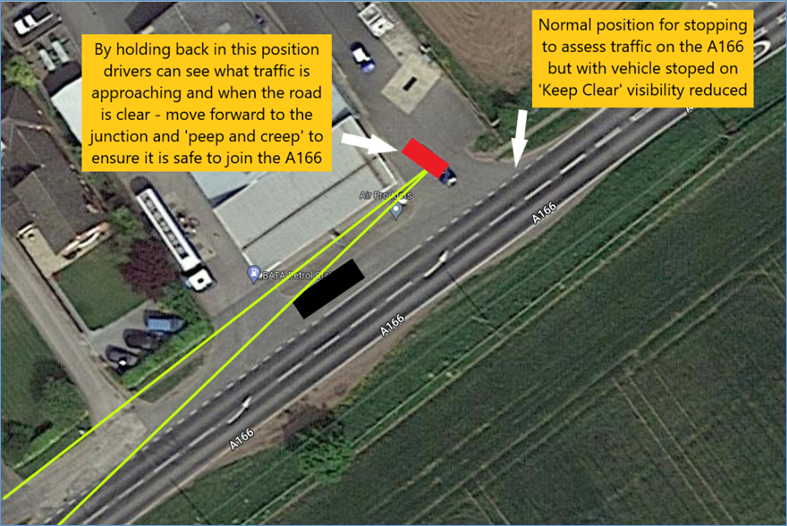 By holding back in this position
drivers can see what traffic is
approaching and when the road
is clear - move forward to the
junction and 'peep and creep' to
ensure it is safe to join the A166
Normal position for stopping
to assess traffic on the A166
but with vehicle stoped on
'Keep Clear' visibility reduced
A166
BATA Petrol
A166
A166